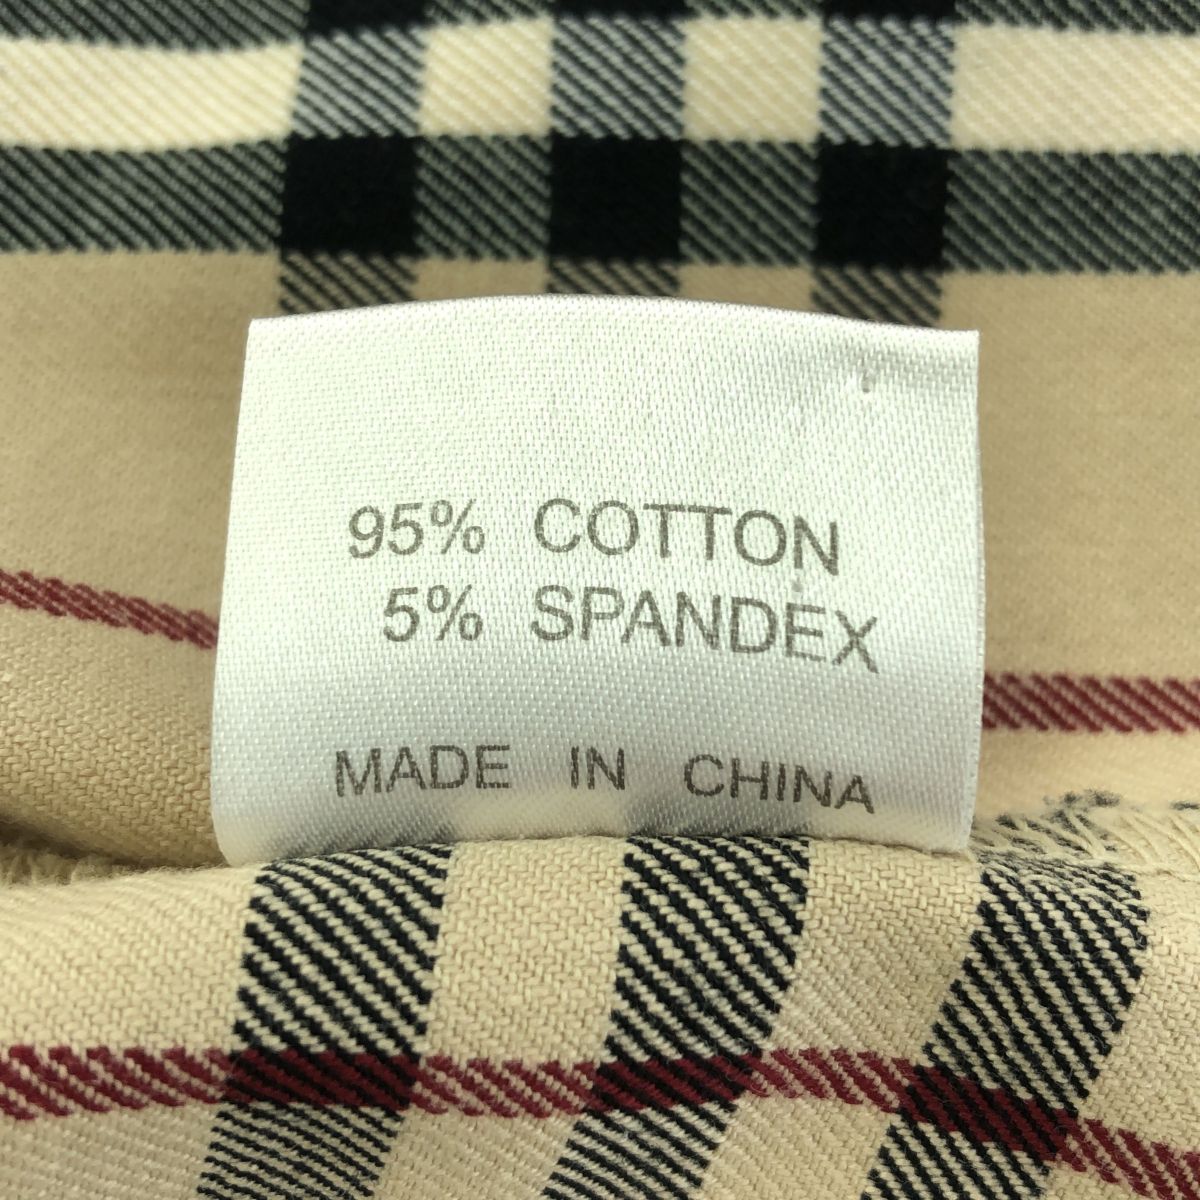 95% COTTON
5% SPANDEX
MADE IN CHINA